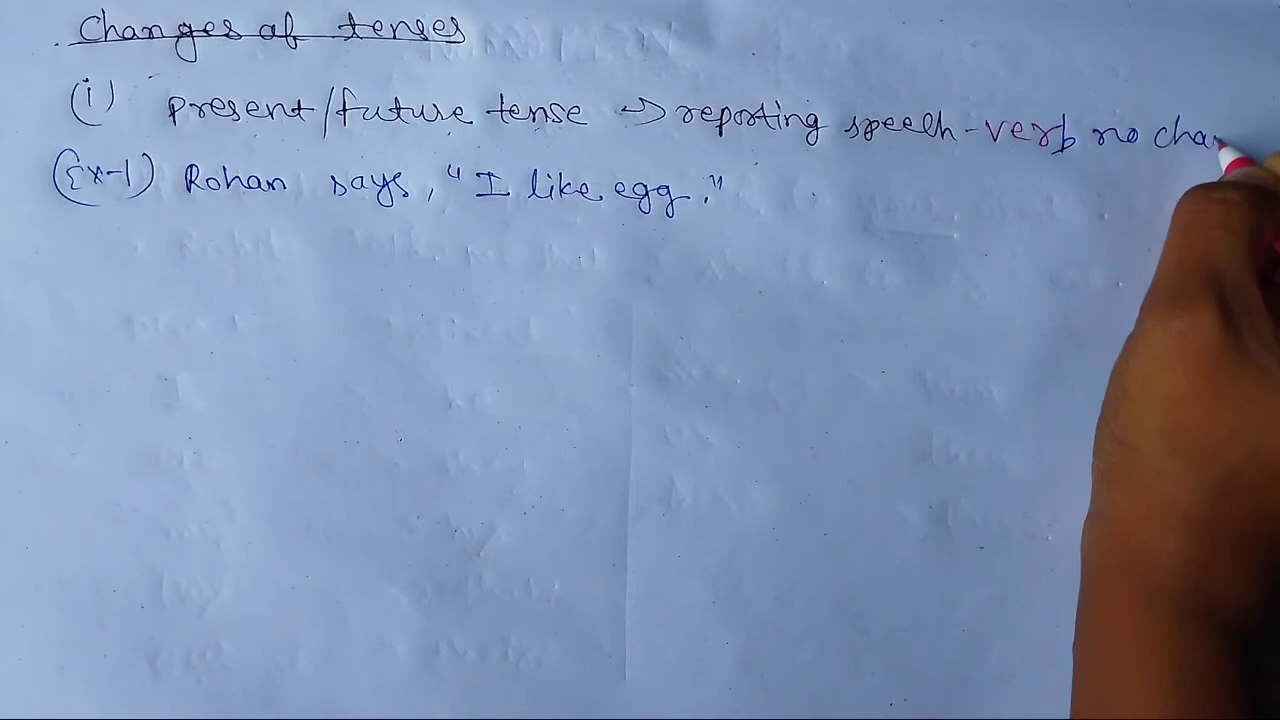 Changes of tenses
(i) Present/future tense → reporting speech-verb no cha
(Ex-1) Rohan says, "I like egg."